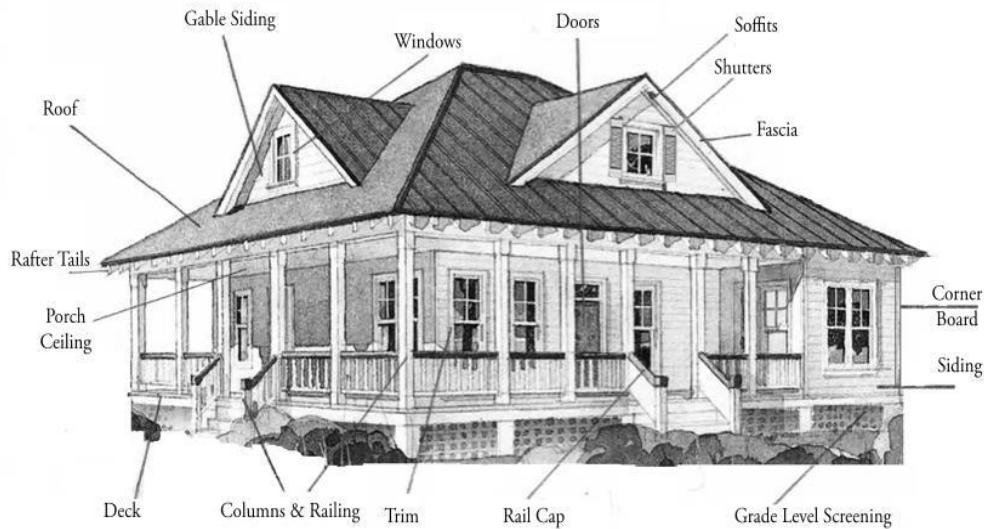 Gable Siding
Doors
Soffits
Windows
Shutters
Roof
Fascia
Rafter Tails
Porch
Ceiling
Corner
Board
Siding
Deck
Columns & Railing
Trim
Rail Cap
Grade Level Screening